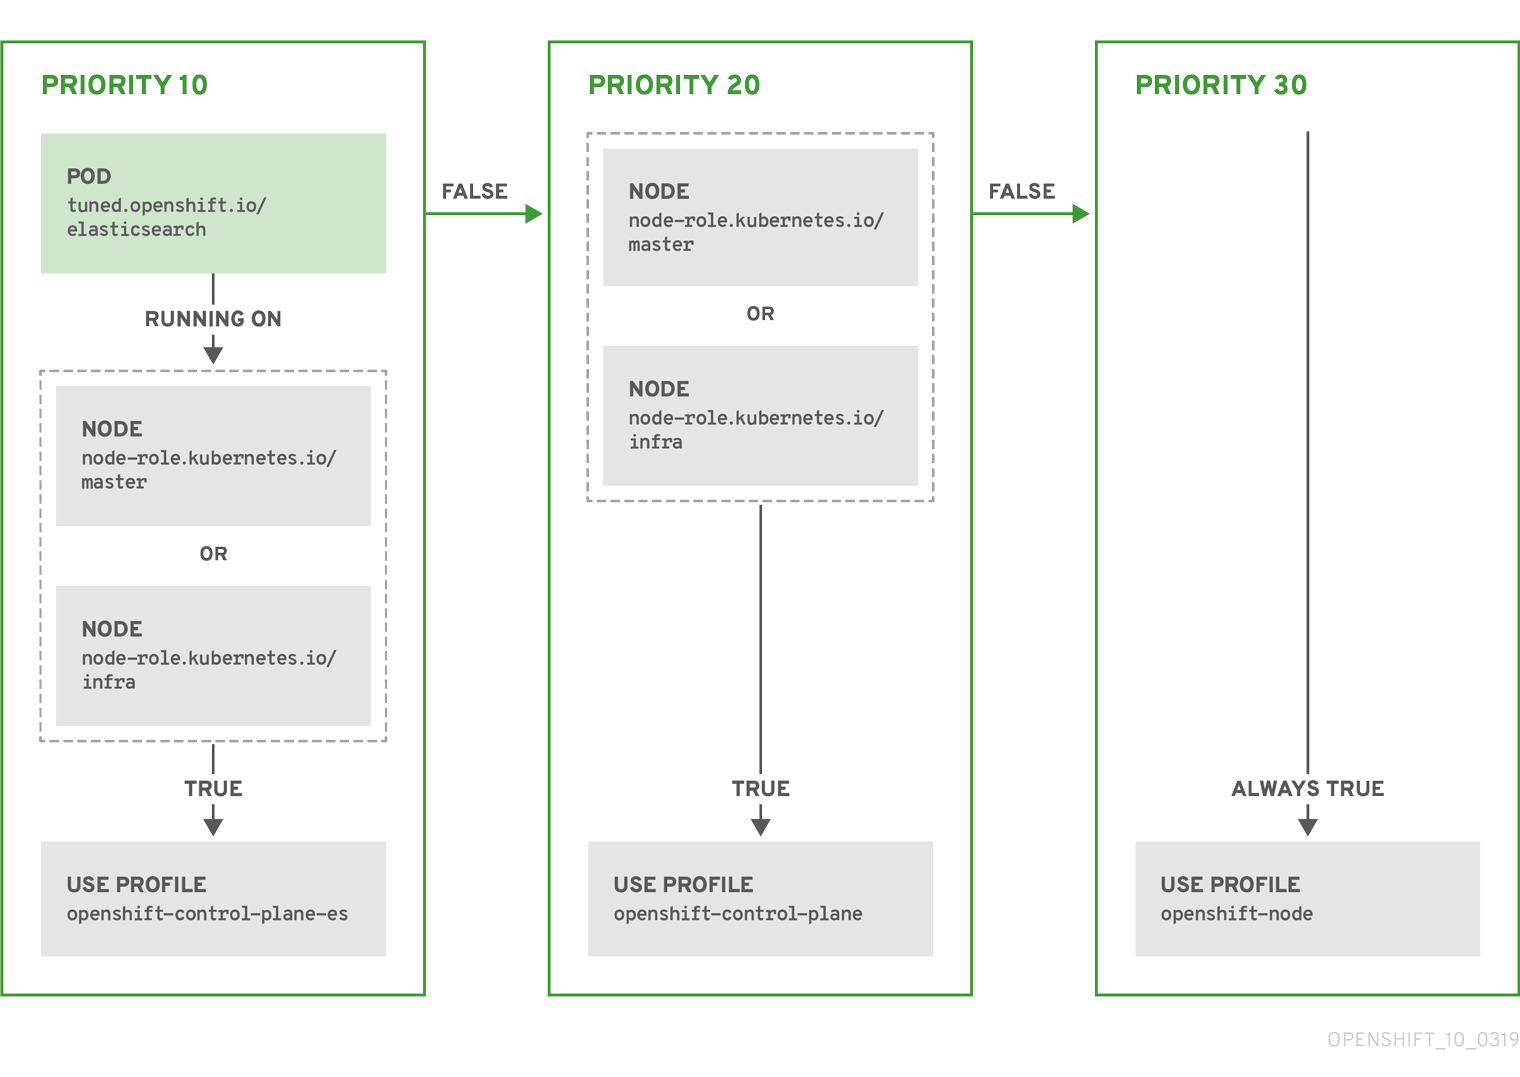 PRIORITY 10
POD
tuned.openshift.io/
elasticsearch
RUNNING ON
NODE
node-role.kubernetes.io/
master
OR
NODE
node-role.kubernetes.io/
infra
TRUE
USE PROFILE
openshift-control-plane-es
FALSE
PRIORITY 20
NODE
node-role.kubernetes.io/
master
OR
NODE
node-role.kubernetes.io/
infra
TRUE
USE PROFILE
openshift-control-plane
FALSE
PRIORITY 30
ALWAYS TRUE
USE PROFILE
openshift-node
OPENSHIFT_10_0319